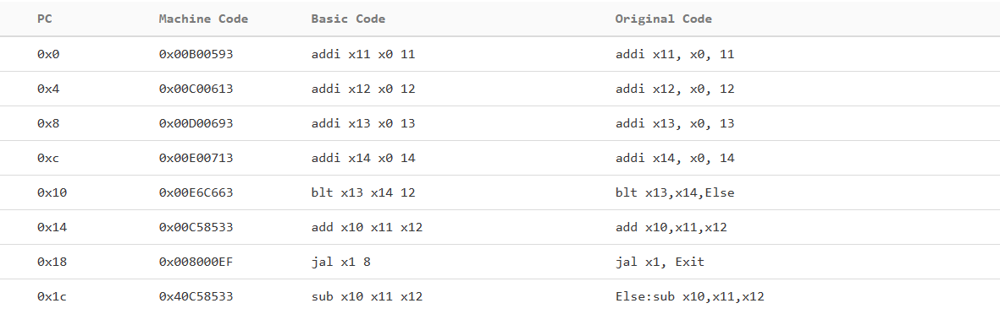 PC Machine Code Basic Code Original Code
0x0 0x00B00593 addi x11 x0 11 addi x11, x0, 11
0x4 0x00C00613 addi x12 x0 12 addi x12, x0, 12
0x8 0x00D00693 addi x13 x0 13 addi x13, x0, 13
0xc 0x00E00713 addi x14 x0 14 addi x14, x0, 14
0x10 0x00E6C663 blt x13 x14 12 blt x13,x14,Else
0x14 0x00C58533 add x10 x11 x12 add x10,x11,x12
0x18 0x008000EF jal x1 8 jal x1, Exit
0x1c 0x40C58533 sub x10 x11 x12 Else:sub x10,x11,x12